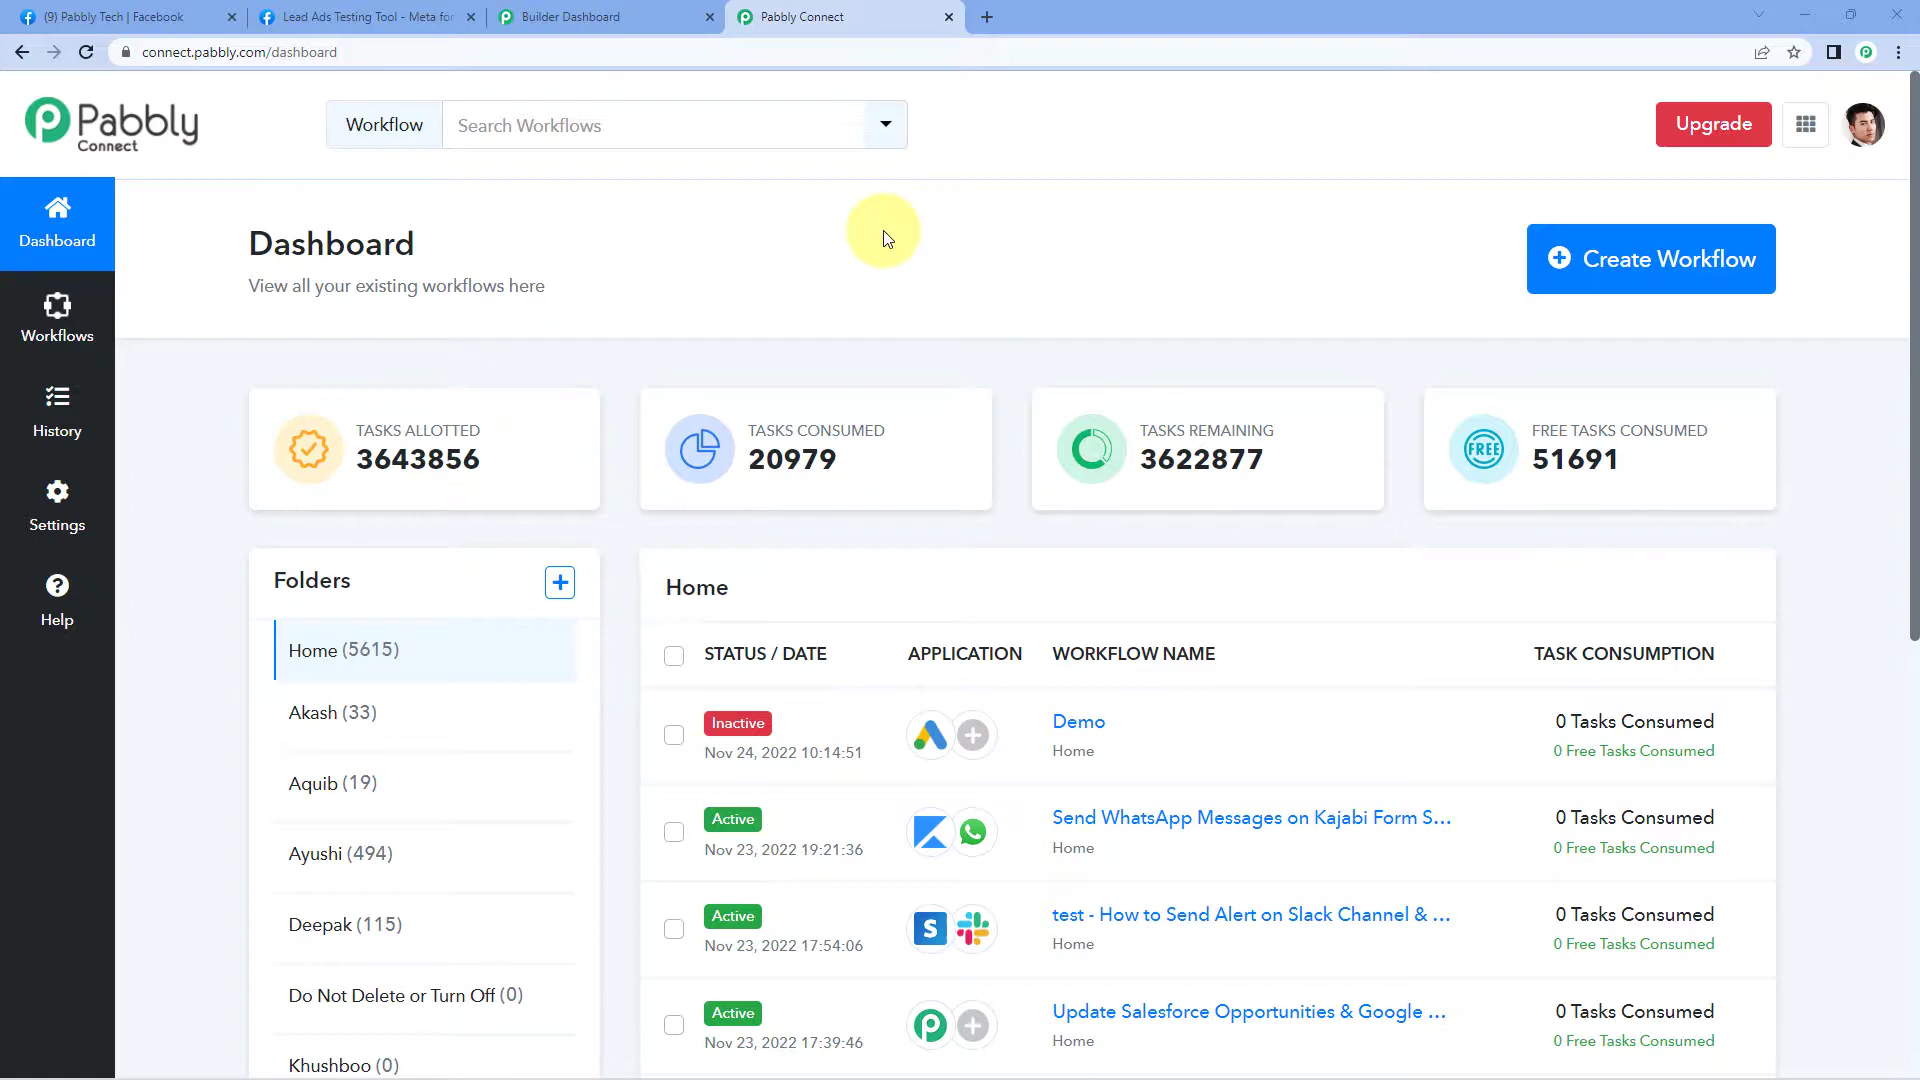 (9) Pabbly Tech | Facebook
Lead Ads Testing Tool - Meta for
Builder Dashboard
Pabbly Connect
connect.pabbly.com/dashboard
Pabbly
Connect
Workflow
Search Workflows
Upgrade
Dashboard
Workflows
History
Settings
Help
Dashboard
View all your existing workflows here
Create Workflow
TASKS ALLOTTED
3643856
TASKS CONSUMED
20979
TASKS REMAINING
3622877
FREE
FREE TASKS CONSUMED
51691
Folders
Home (5615)
Akash (33)
Aquib (19)
Ayushi (494)
Deepak (115)
Do Not Delete or Turn Off (0)
Khushboo (0)
Home
STATUS / DATE APPLICATION WORKFLOW NAME TASK CONSUMPTION
Inactive
Nov 24, 2022 10:14:51
Demo
Home
0 Tasks Consumed
0 Free Tasks Consumed
Active
Nov 23, 2022 19:21:36
Send WhatsApp Messages on Kajabi Form S...
Home
0 Tasks Consumed
0 Free Tasks Consumed
Active
Nov 23, 2022 17:54:06
S
test - How to Send Alert on Slack Channel & ...
Home
0 Tasks Consumed
0 Free Tasks Consumed
Active
Nov 23, 2022 17:39:46
Update Salesforce Opportunities & Google ...
Home
0 Tasks Consumed
0 Free Tasks Consumed